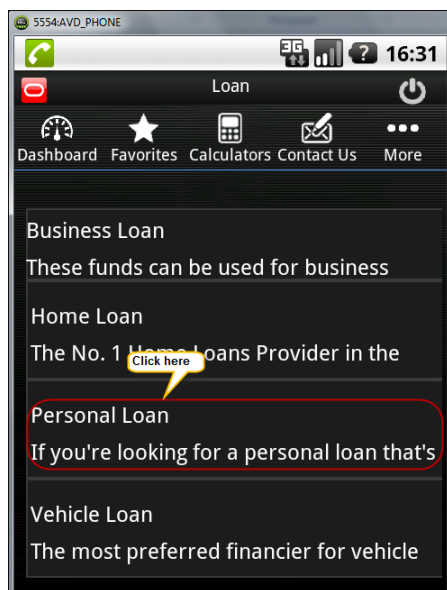 5554:AVD_PHONE
3G 16:31
Loan
Dashboard Favorites Calculators Contact Us More
Business Loan
These funds can be used for business
Home Loan
The No. 1 Home Loans Provider in the
Click here
Personal Loan
If you're looking for a personal loan that's
Vehicle Loan
The most preferred financier for vehicle